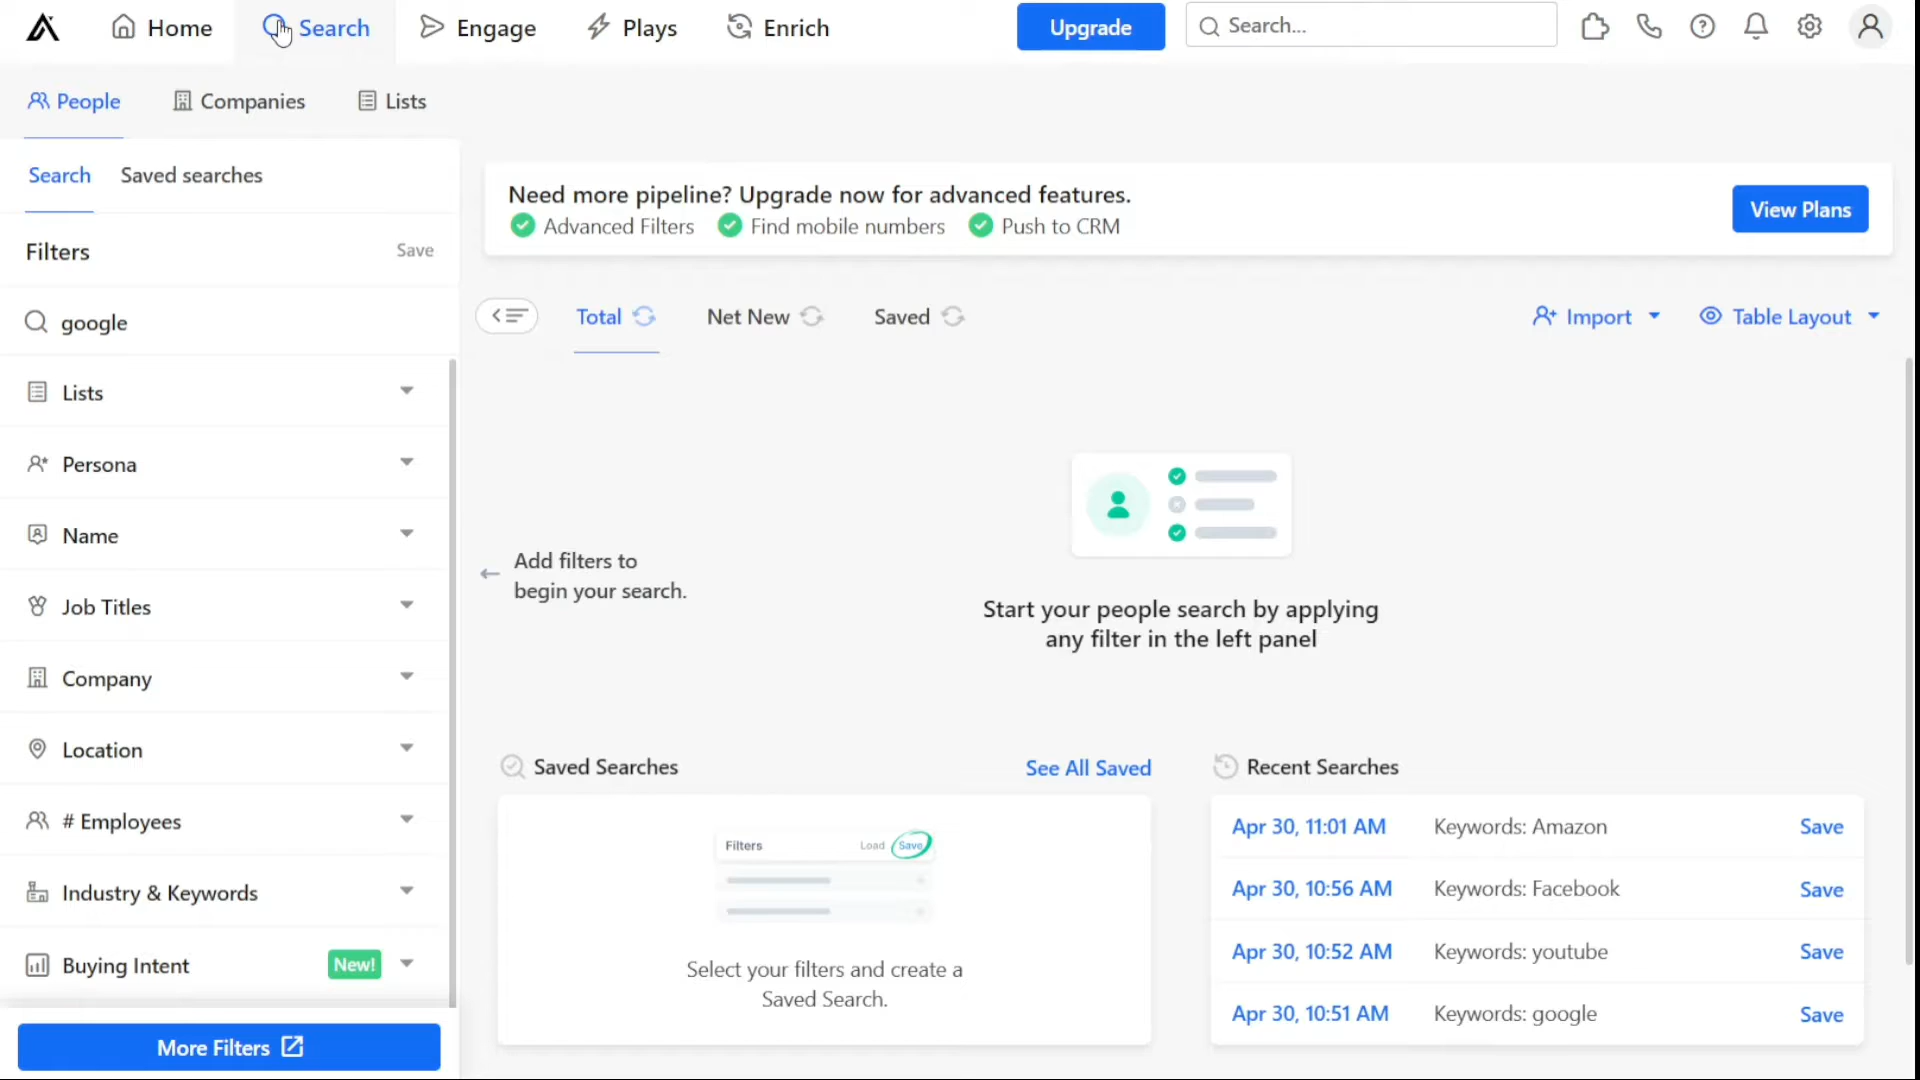 Home
Search
Engage
Plays
Enrich
Upgrade
Search...
People
Companies
Lists
Search
Saved searches
Filters
Save
google
Lists
Persona
Name
Job Titles
Company
Location
# Employees
Industry & Keywords
Buying Intent
New!
More Filters
Need more pipeline? Upgrade now for advanced features.
Advanced Filters
Find mobile numbers
Push to CRM
View Plans
Total
Net New
Saved
Import
Table Layout
Add filters to
begin your search.
Start your people search by applying
any filter in the left panel
Saved Searches
See All Saved
Filters
Load
Save
Select your filters and create a
Saved Search.
Recent Searches
Apr 30, 11:01 AM Keywords: Amazon Save
Apr 30, 10:56 AM Keywords: Facebook Save
Apr 30, 10:52 AM Keywords: youtube Save
Apr 30, 10:51 AM Keywords: google Save